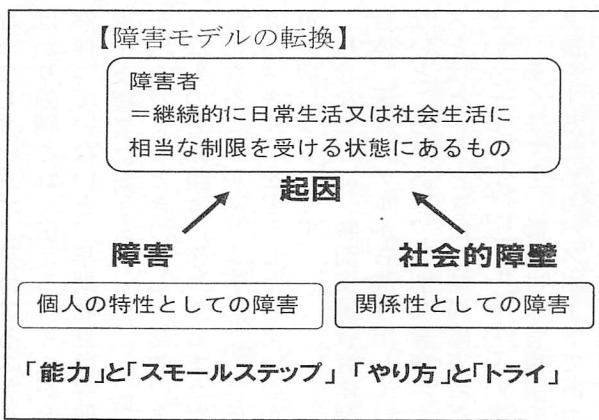 【障害モデルの転換】
障害者
＝継続的に日常生活又は社会生活に
相当な制限を受ける状態にあるもの
起因
障害 社会的障壁
個人の特性としての障害 関係性としての障害
「能力」と「スモールステップ」 「やり方」と「トライ」